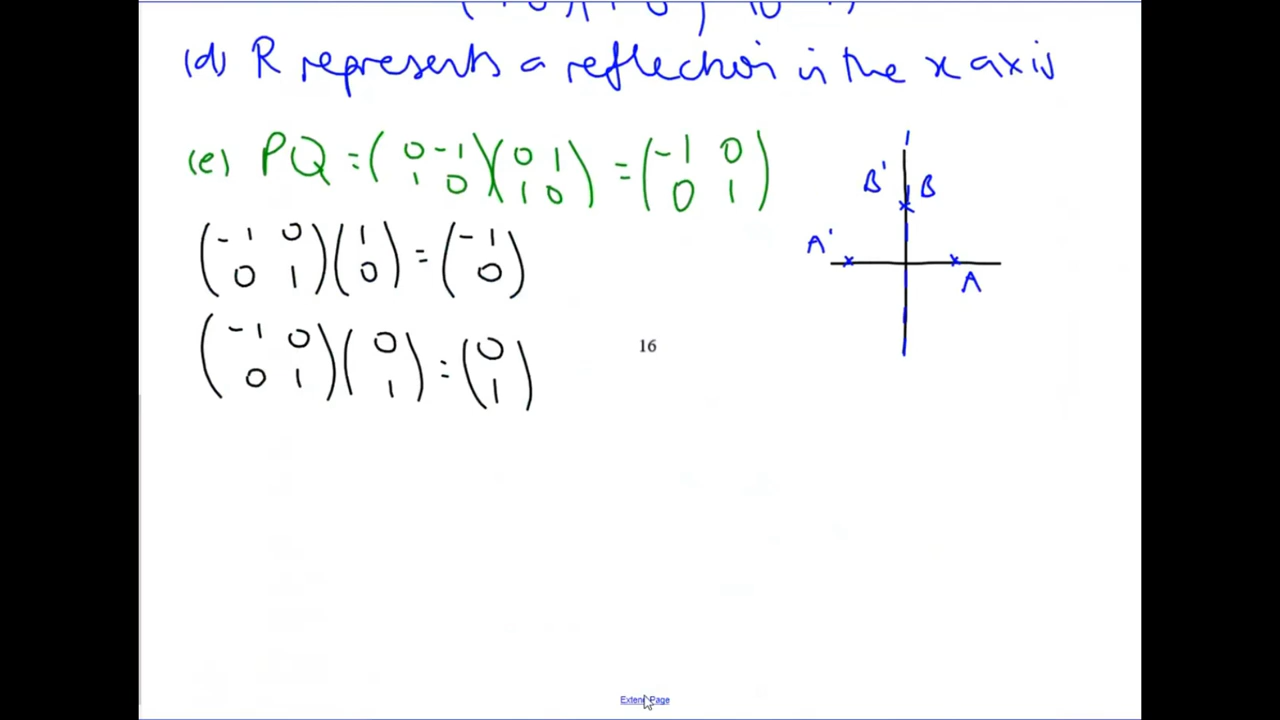 (d) R represents a reflection in the x axis
(e) PQ = (0 -1 1 0)(0 1 1 0) = (-1 0 0 1)
(-1 0 0 1)(1 0) = (-1 0)
(-1 0 0 1)(0 1) = (0 1)
B' B
A' A
16
Extend Page